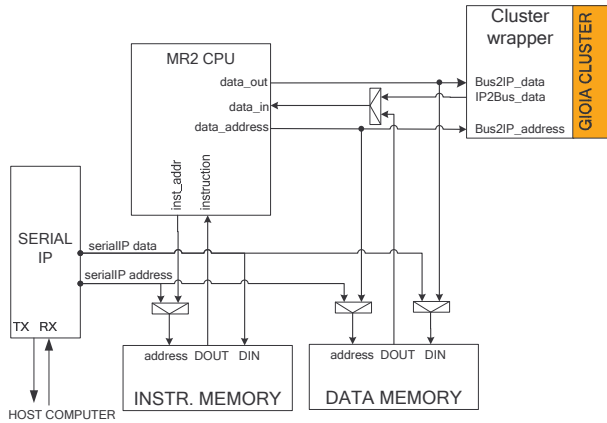 Cluster
wrapper
GIOIA CLUSTER
MR2 CPU
data_out
data_in
data_address
Bus2IP_data
IP2Bus_data
Bus2IP_address
inst_addr
instruction
SERIAL
IP
serialIP data
serialIP address
TX RX
HOST COMPUTER
address DOUT DIN
INSTR. MEMORY
address DOUT DIN
DATA MEMORY